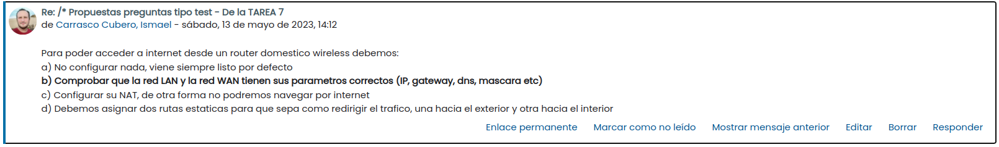 Re: /* Propuestas preguntas tipo test - De la TAREA 7
de Carrasco Cubero, Ismael - sábado, 13 de mayo de 2023, 14:12
Para poder acceder a internet desde un router domestico wireless debemos:
a) No configurar nada, viene siempre listo por defecto
b) Comprobar que la red LAN y la red WAN tienen sus parametros correctos (IP, gateway, dns, mascara etc)
c) Configurar su NAT, de otra forma no podremos navegar por internet
d) Debemos asignar dos rutas estaticas para que sepa como redirigir el trafico, una hacia el exterior y otra hacia el interior
Enlace permanente Marcar como no leído Mostrar mensaje anterior Editar Borrar Responder